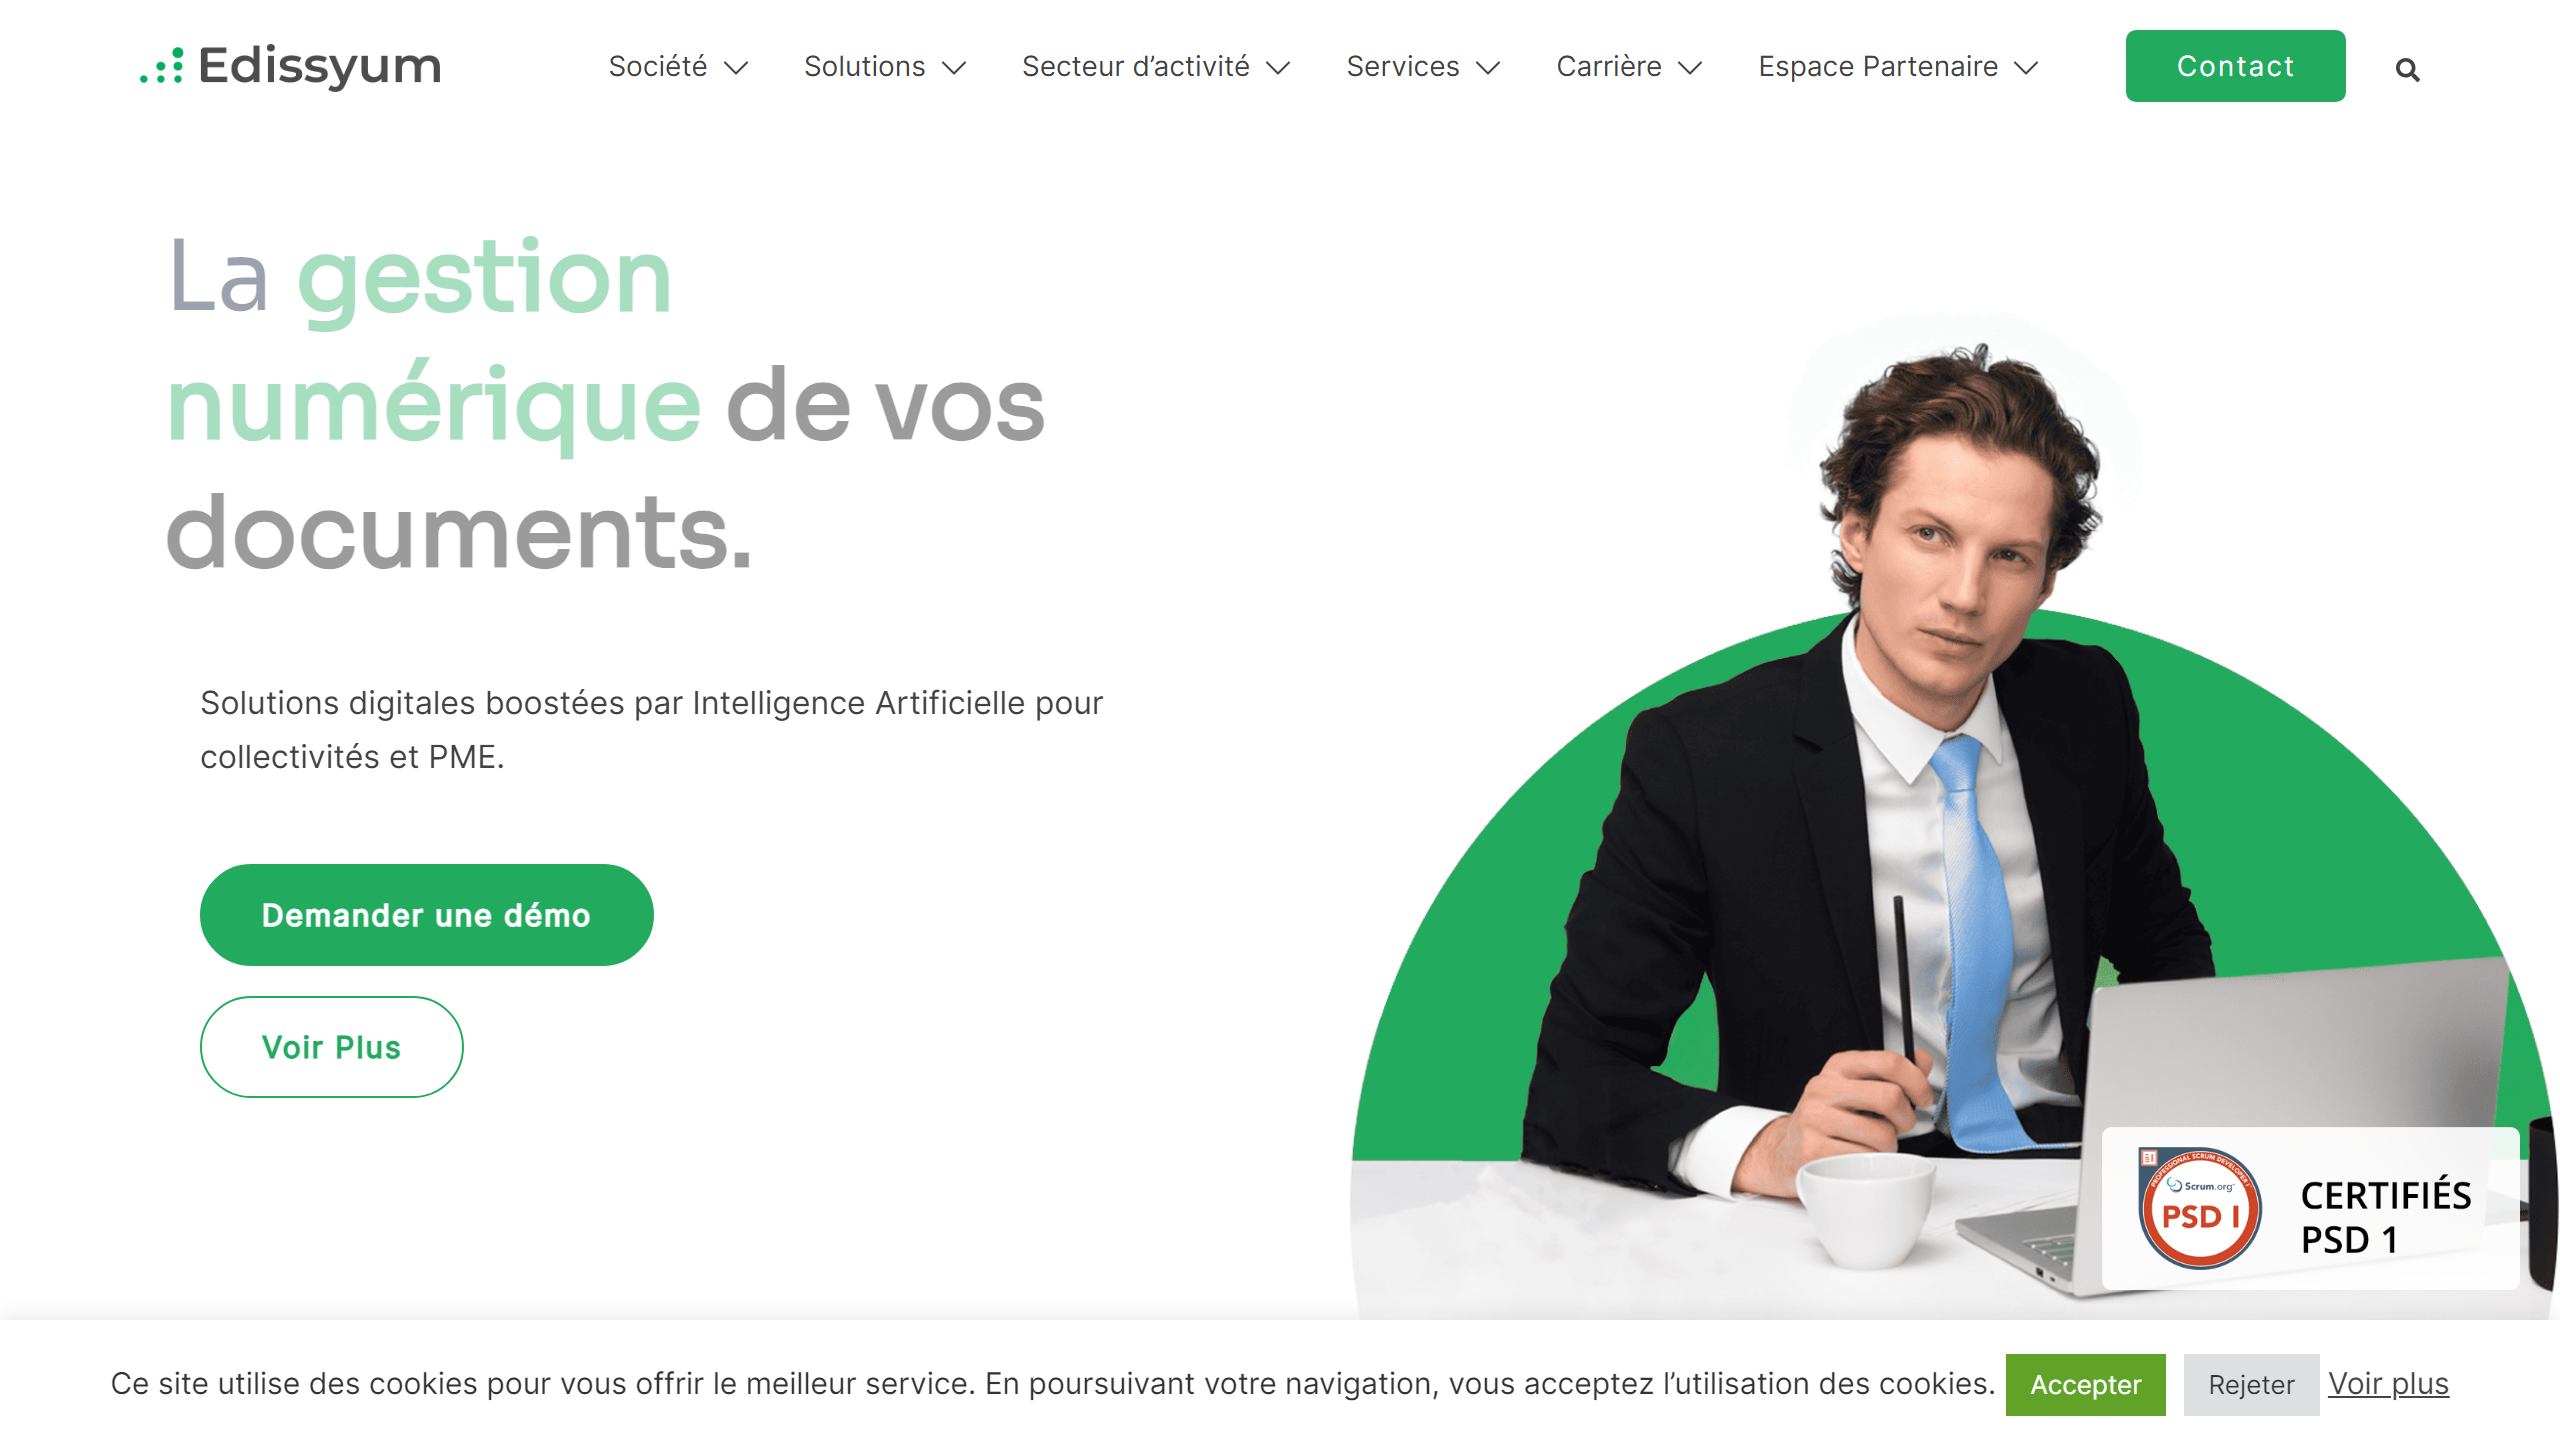 Edissyum
Société
Solutions
Secteur d’activité
Services
Carrière
Espace Partenaire
Contact
La gestion
numérique de vos
documents.
Solutions digitales boostées par Intelligence Artificielle pour
collectivités et PME.
Demander une démo
Voir Plus
PROFESSIONAL SCRUM DEVELOPER I
Scrum.org
PSD I
CERTIFIÉS
PSD 1
Ce site utilise des cookies pour vous offrir le meilleur service. En poursuivant votre navigation, vous acceptez l’utilisation des cookies.
Accepter
Rejeter
Voir plus